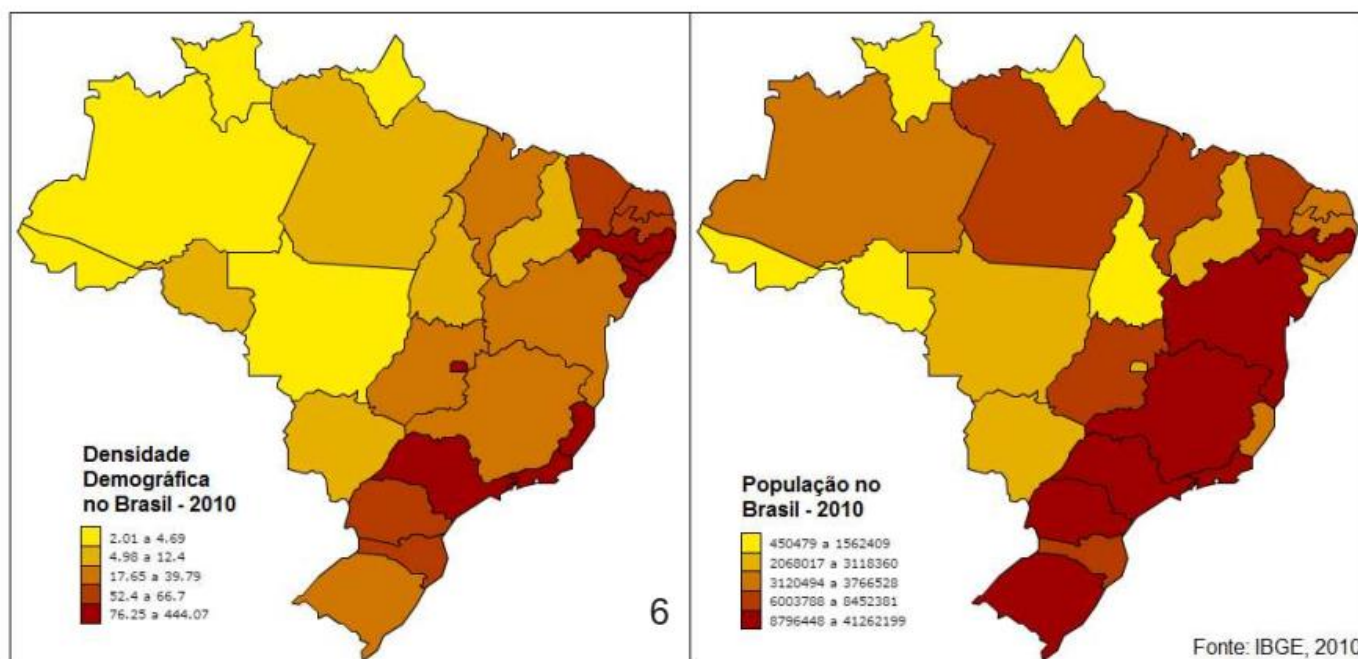 Densidade
Demográfica
no Brasil - 2010
2.01 a 4.69
4.98 a 12.4
17.65 a 39.79
52.4 a 66.7
76.25 a 444.07
6
População no
Brasil - 2010
450479 a 1562409
2068017 a 3118360
3120494 a 3766528
6003788 a 8452381
8796448 a 41262199
Fonte: IBGE, 2010